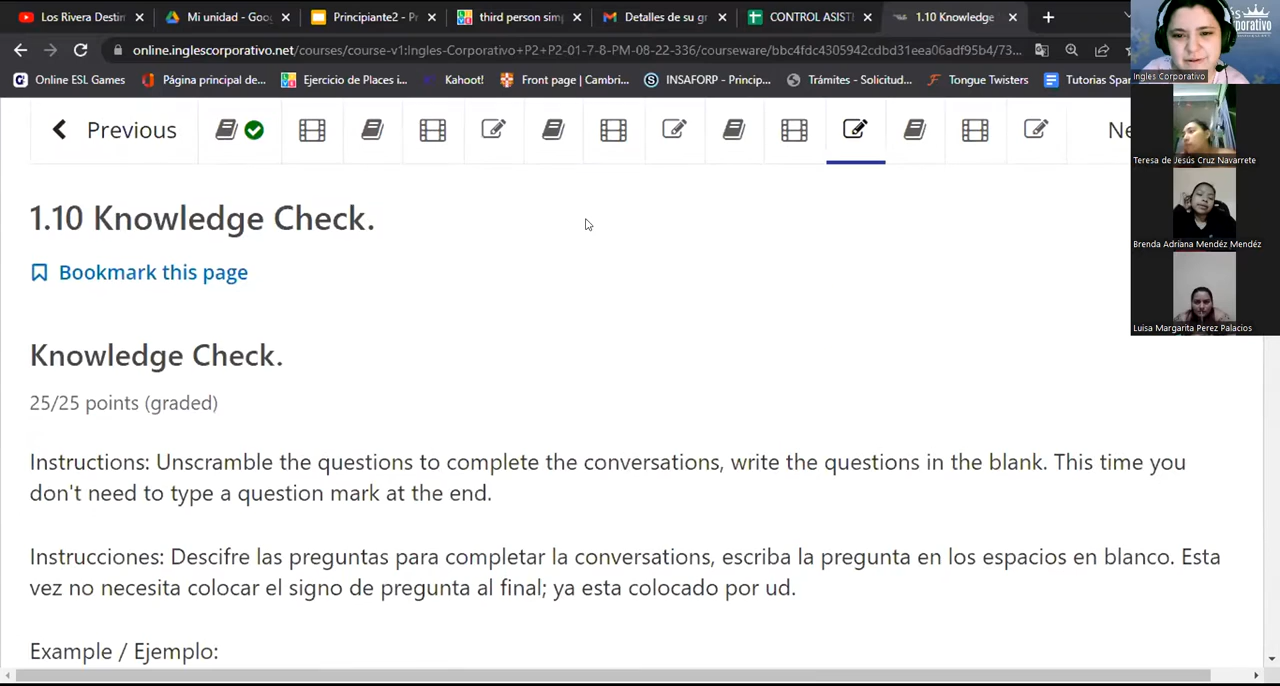 Los Rivera Destin
Mi unidad - Goog
Principiante2 - P
third person sim
Detalles de su gr
CONTROL ASIST
1.10 Knowledge
online.inglescorporativo.net/courses/course-v1:Ingles-Corporativo+P2+P2-01-7-8-PM-08-22-336/courseware/bbc4fdc4305942cdbd31eea06adf95b4/73...
Online ESL Games
Página principal de...
Ejercicio de Places i...
Kahoot!
Front page | Cambri...
INSAFORP - Princip...
Trámites - Solicitud...
Tongue Twisters
Tutorias Spar
Ingles Corporativo
Teresa de Jesús Cruz Navarrete
Brenda Adriana Mendéz Mendéz
Luisa Margarita Perez Palacios
Previous
Ne
1.10 Knowledge Check.
Bookmark this page
Knowledge Check.
25/25 points (graded)
Instructions: Unscramble the questions to complete the conversations, write the questions in the blank. This time you
don't need to type a question mark at the end.
Instrucciones: Descifre las preguntas para completar la conversations, escriba la pregunta en los espacios en blanco. Esta
vez no necesita colocar el signo de pregunta al final; ya esta colocado por ud.
Example / Ejemplo: